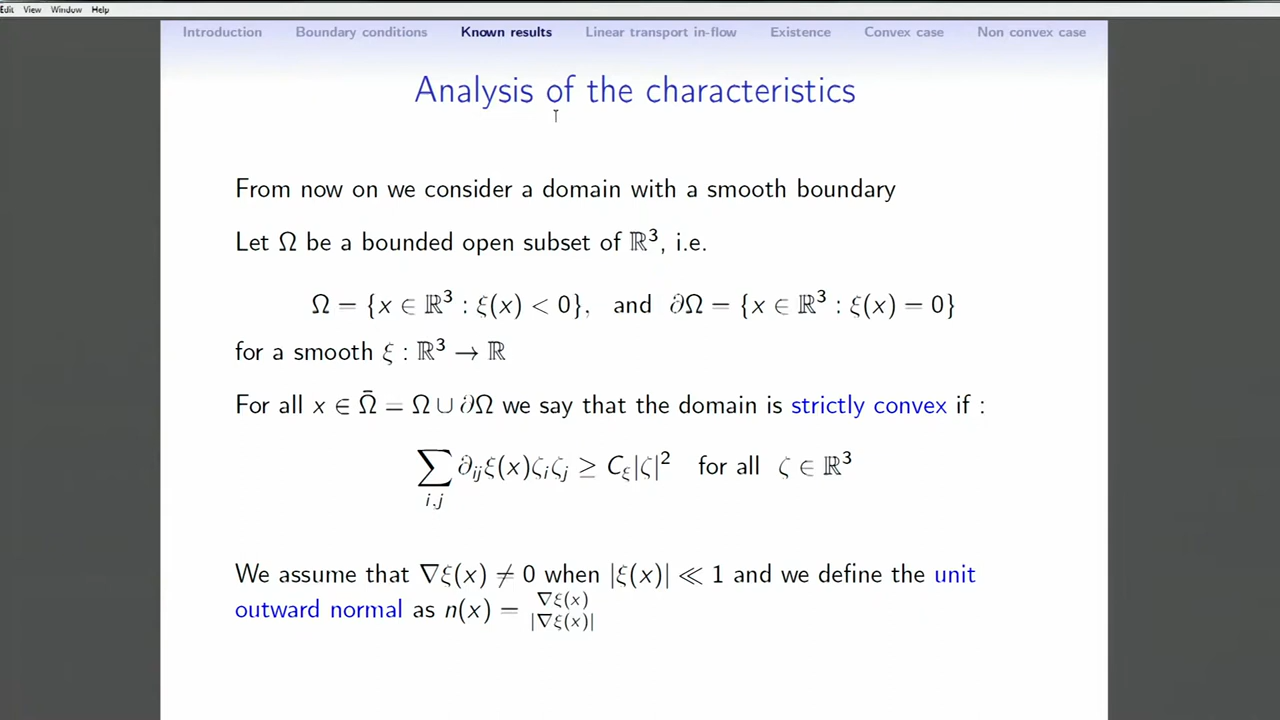 Edit View Window Help
Introduction Boundary conditions Known results Linear transport in-flow Existence Convex case Non convex case
Analysis of the characteristics
From now on we consider a domain with a smooth boundary
Let Ω be a bounded open subset of ℝ³, i.e.
Ω = {x ∈ ℝ³ : ξ(x) < 0}, and ∂Ω = {x ∈ ℝ³ : ξ(x) = 0}
for a smooth ξ : ℝ³ → ℝ
For all x ∈ Ω̄ = Ω ∪ ∂Ω we say that the domain is strictly convex if :
∑_{i.j} ∂_{ij}ξ(x)ζ_iζ_j ≥ C_ξ|ζ|² for all ζ ∈ ℝ³
We assume that ∇ξ(x) ≠ 0 when |ξ(x)| ≪ 1 and we define the unit
outward normal as n(x) = ∇ξ(x)/|∇ξ(x)|